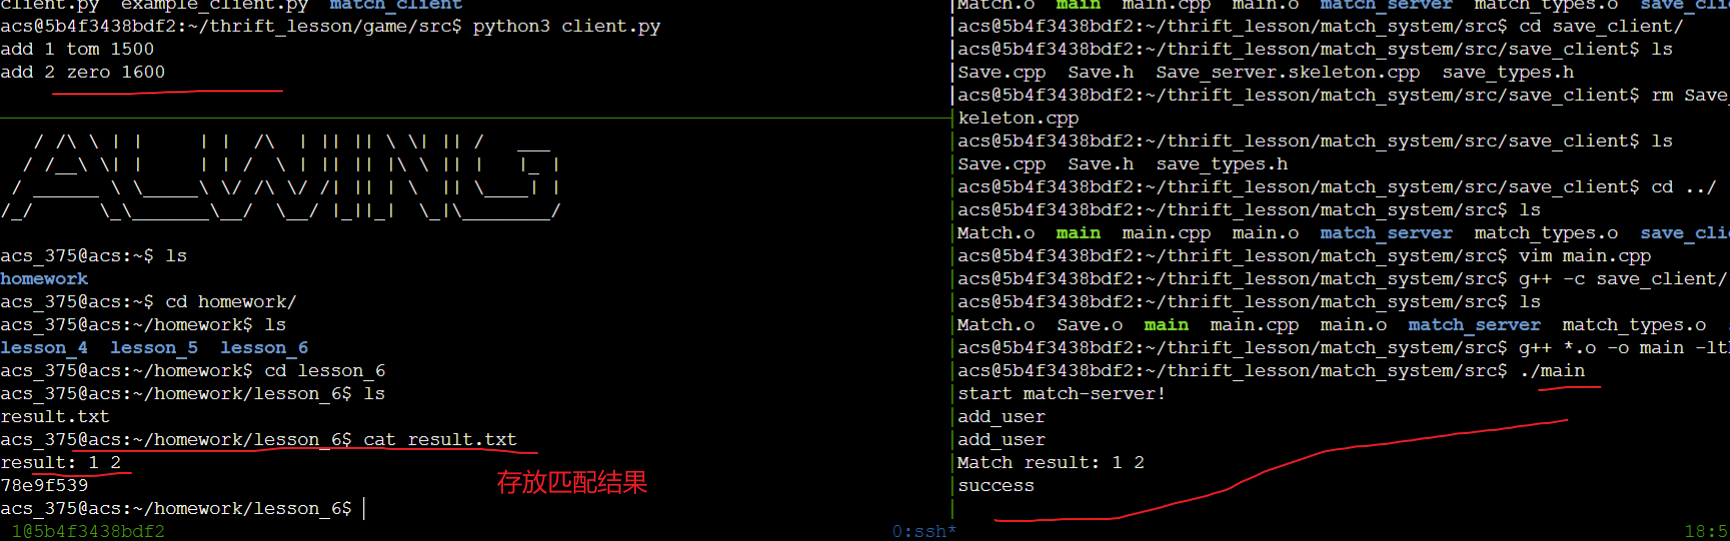 client.py  example_client.py  match_client
acs@5b4f3438bdf2:~/thrift_lesson/game/src$ python3 client.py
add 1 tom 1500
add 2 zero 1600
acs_375@acs:~$ ls
homework
acs_375@acs:~$ cd homework/
acs_375@acs:~/homework$ ls
lesson_4  lesson_5  lesson_6
acs_375@acs:~/homework$ cd lesson_6
acs_375@acs:~/homework/lesson_6$ ls
result.txt
acs_375@acs:~/homework/lesson_6$ cat result.txt
result: 1 2
78e9f539
acs_375@acs:~/homework/lesson_6$
存放匹配结果
1@5b4f3438bdf2
0:ssh*
18:5
Match.o  main  main.cpp  main.o  match_server  match_types.o  save_cl
acs@5b4f3438bdf2:~/thrift_lesson/match_system/src$ cd save_client/
acs@5b4f3438bdf2:~/thrift_lesson/match_system/src/save_client$ ls
Save.cpp  Save.h  Save_server.skeleton.cpp  save_types.h
acs@5b4f3438bdf2:~/thrift_lesson/match_system/src/save_client$ rm Save_
keleton.cpp
acs@5b4f3438bdf2:~/thrift_lesson/match_system/src/save_client$ ls
Save.cpp  Save.h  save_types.h
acs@5b4f3438bdf2:~/thrift_lesson/match_system/src/save_client$ cd ../
acs@5b4f3438bdf2:~/thrift_lesson/match_system/src$ ls
Match.o  main  main.cpp  main.o  match_server  match_types.o  save_cli
acs@5b4f3438bdf2:~/thrift_lesson/match_system/src$ vim main.cpp
acs@5b4f3438bdf2:~/thrift_lesson/match_system/src$ g++ -c save_client/
acs@5b4f3438bdf2:~/thrift_lesson/match_system/src$ ls
Match.o  Save.o  main  main.cpp  main.o  match_server  match_types.o
acs@5b4f3438bdf2:~/thrift_lesson/match_system/src$ g++ *.o -o main -lt
acs@5b4f3438bdf2:~/thrift_lesson/match_system/src$ ./main
start match-server!
add_user
add_user
Match result: 1 2
success